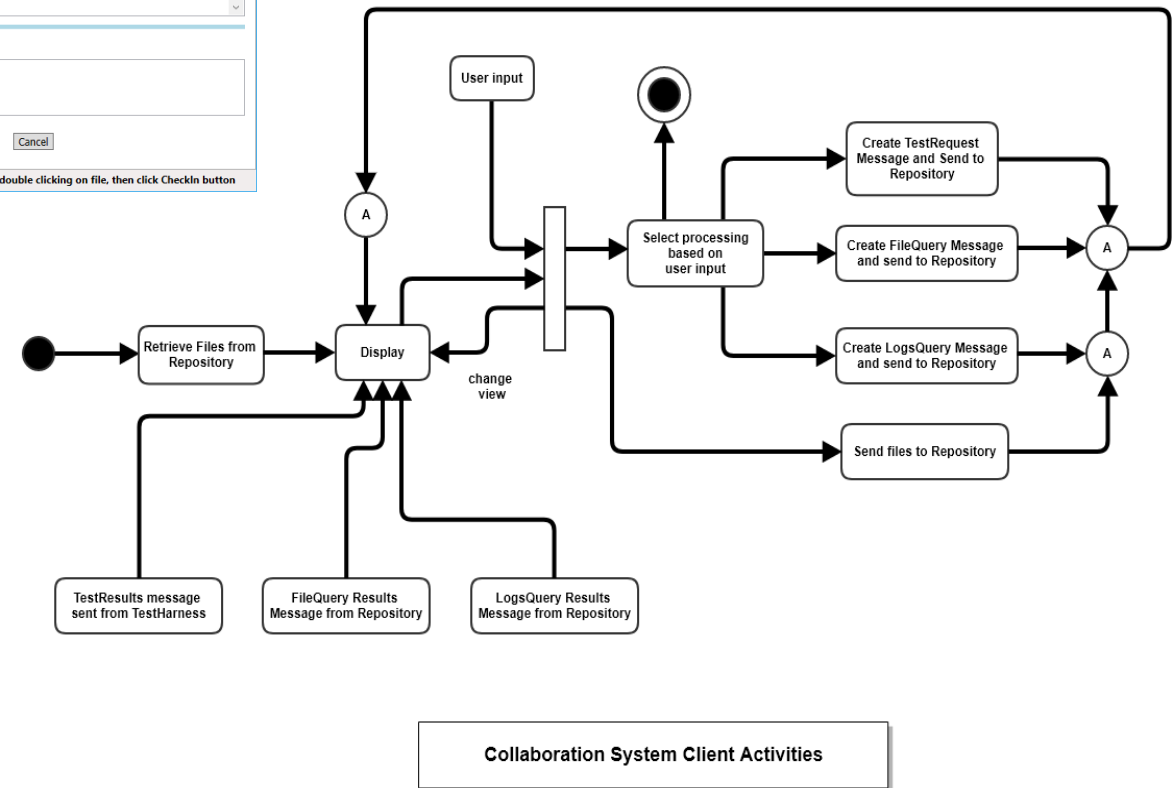 Cancel
double clicking on file, then click CheckIn button
User input
A
Create TestRequest
Message and Send to
Repository
Select processing
based on
user input
Create FileQuery Message
and send to Repository
A
Retrieve Files from
Repository
Display
change
view
Create LogsQuery Message
and send to Repository
A
Send files to Repository
TestResults message
sent from TestHarness
FileQuery Results
Message from Repository
LogsQuery Results
Message from Repository
Collaboration System Client Activities